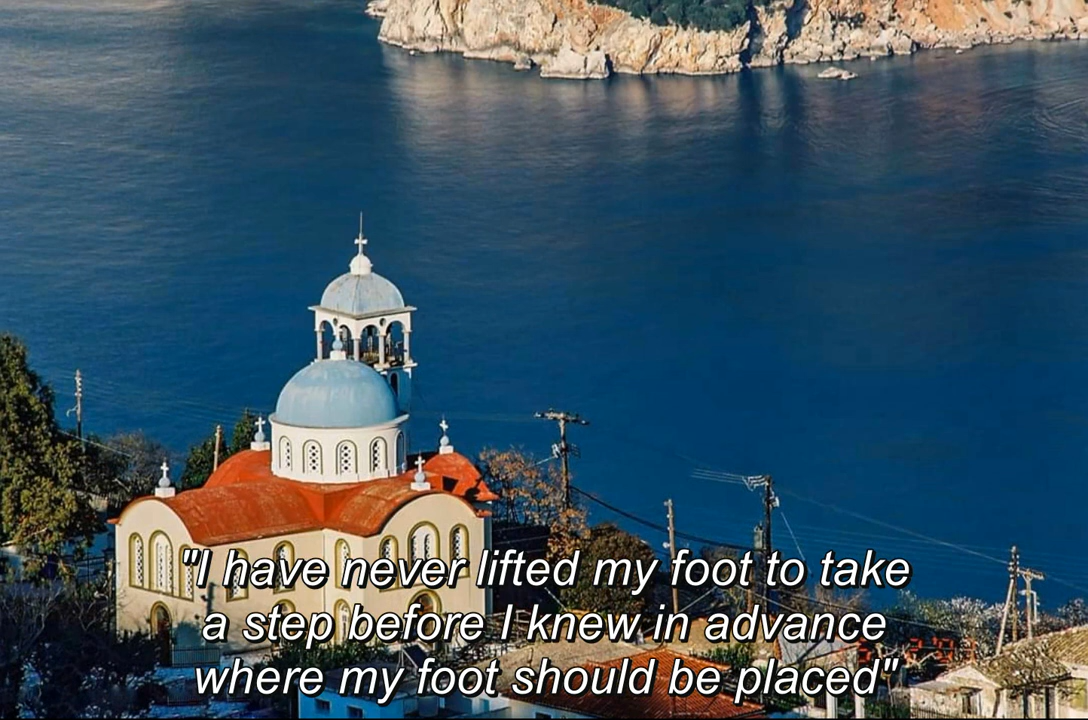 "I have never lifted my foot to take
a step before I knew in advance
where my foot should be placed"